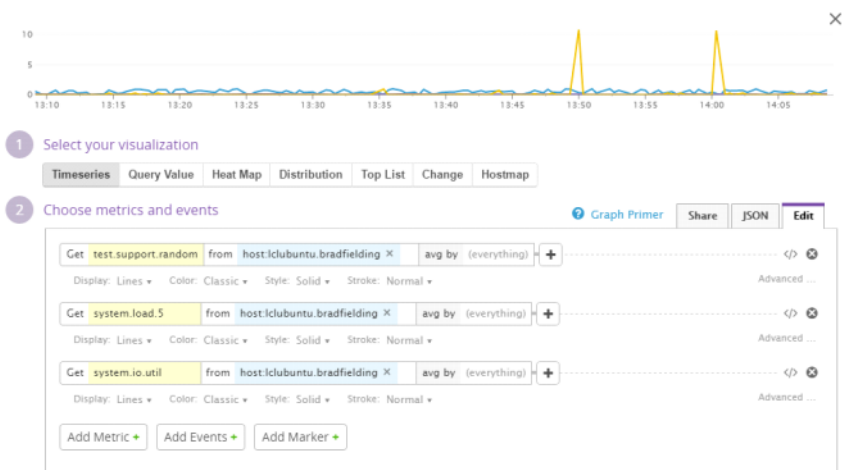 10
5
0
13:10 13:15 13:20 13:25 13:30 13:35 13:40 13:45 13:50 13:55 14:00 14:05
1 Select your visualization
Timeseries Query Value Heat Map Distribution Top List Change Hostmap
2 Choose metrics and events Graph Primer Share JSON Edit
Get test.support.random from host:lclubuntu.bradfielding × avg by (everything) + </>
Display: Lines Color: Classic Style: Solid Stroke: Normal Advanced ...
Get system.load.5 from host:lclubuntu.bradfielding × avg by (everything) + </>
Display: Lines Color: Classic Style: Solid Stroke: Normal Advanced ...
Get system.io.util from host:lclubuntu.bradfielding × avg by (everything) + </>
Display: Lines Color: Classic Style: Solid Stroke: Normal Advanced ...
Add Metric + Add Events + Add Marker +